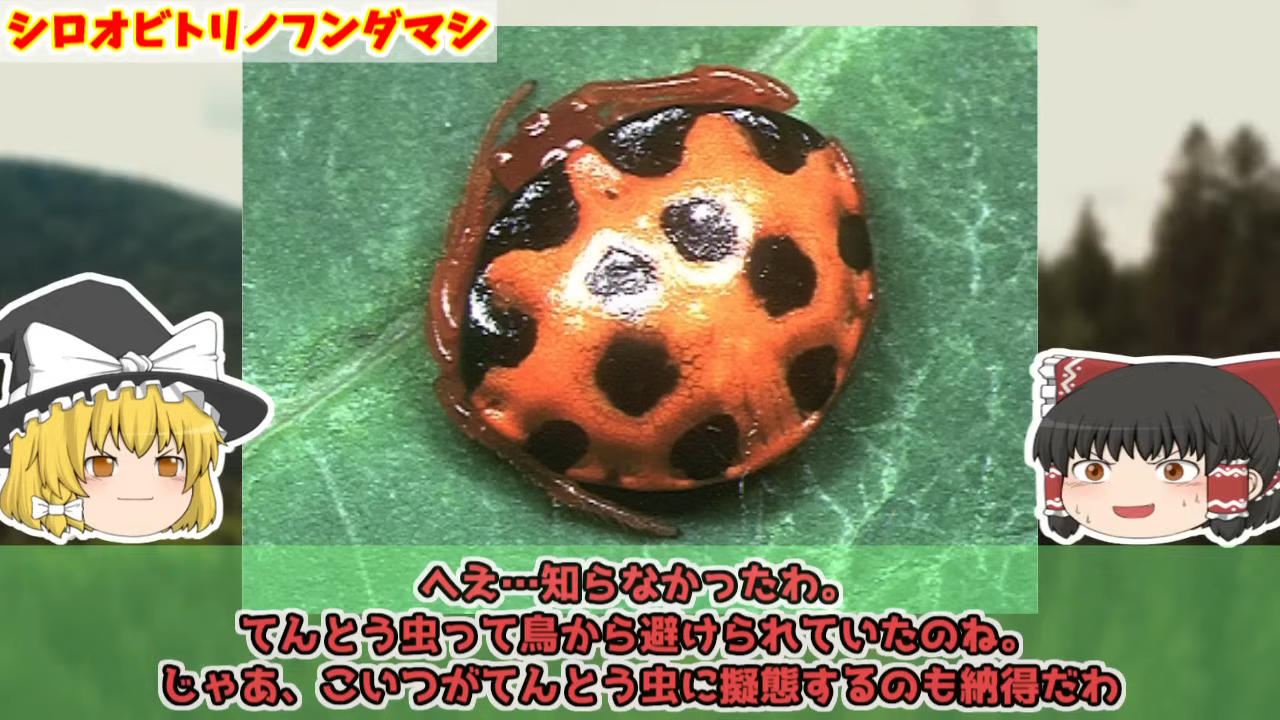 シロオビトリノフンダマシ
へえ…知らなかったわ。
てんとう虫って鳥から避けられていたのね。
じゃあ、こいつがてんとう虫に擬態するのも納得だわ